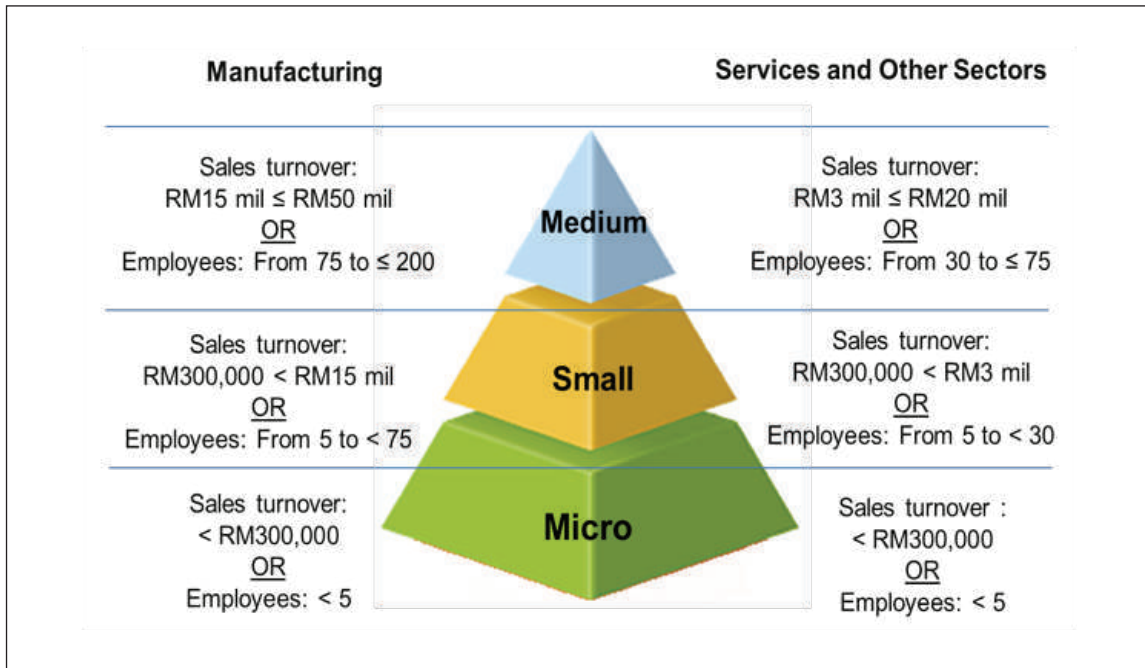 Manufacturing
Services and Other Sectors
Sales turnover:
RM15 mil ≤ RM50 mil
OR
Employees: From 75 to ≤ 200
Medium
Sales turnover:
RM3 mil ≤ RM20 mil
OR
Employees: From 30 to ≤ 75
Sales turnover:
RM300,000 < RM15 mil
OR
Employees: From 5 to < 75
Small
Sales turnover:
RM300,000 < RM3 mil
OR
Employees: From 5 to < 30
Sales turnover:
< RM300,000
OR
Employees: < 5
Micro
Sales turnover :
< RM300,000
OR
Employees: < 5